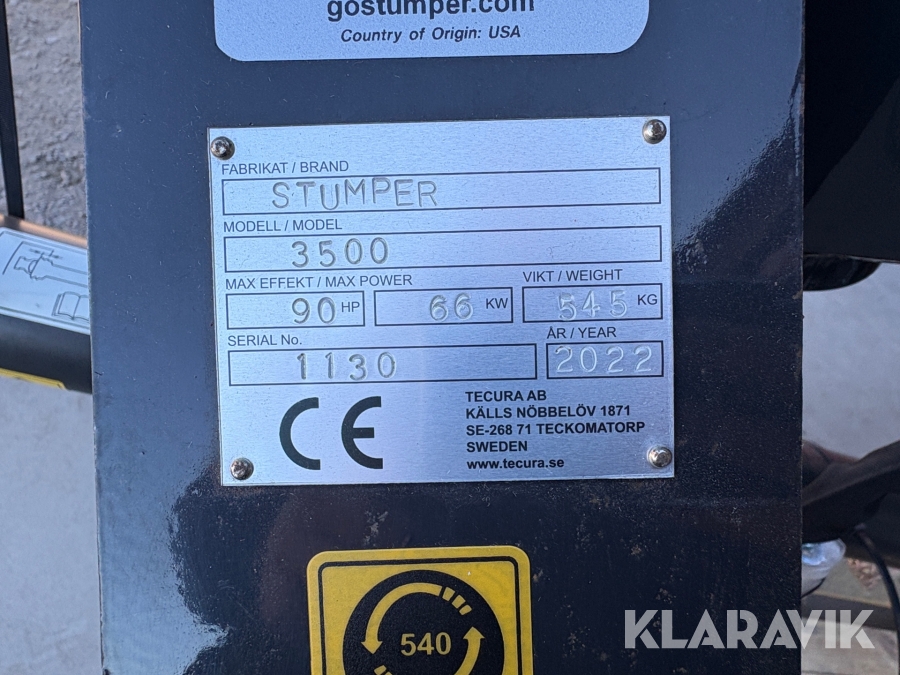 gostumper.com
Country of Origin: USA
FABRIKAT / BRAND
STUMPER
MODELL / MODEL
3500
MAX EFFEKT / MAX POWER VIKT / WEIGHT
90 HP 66 KW 545 KG
SERIAL No. ÅR / YEAR
1130 2022
CE
TECURA AB
KÄLLS NÖBBELÖV 1871
SE-268 71 TECKOMATORP
SWEDEN
www.tecura.se
540
KLARAVIK